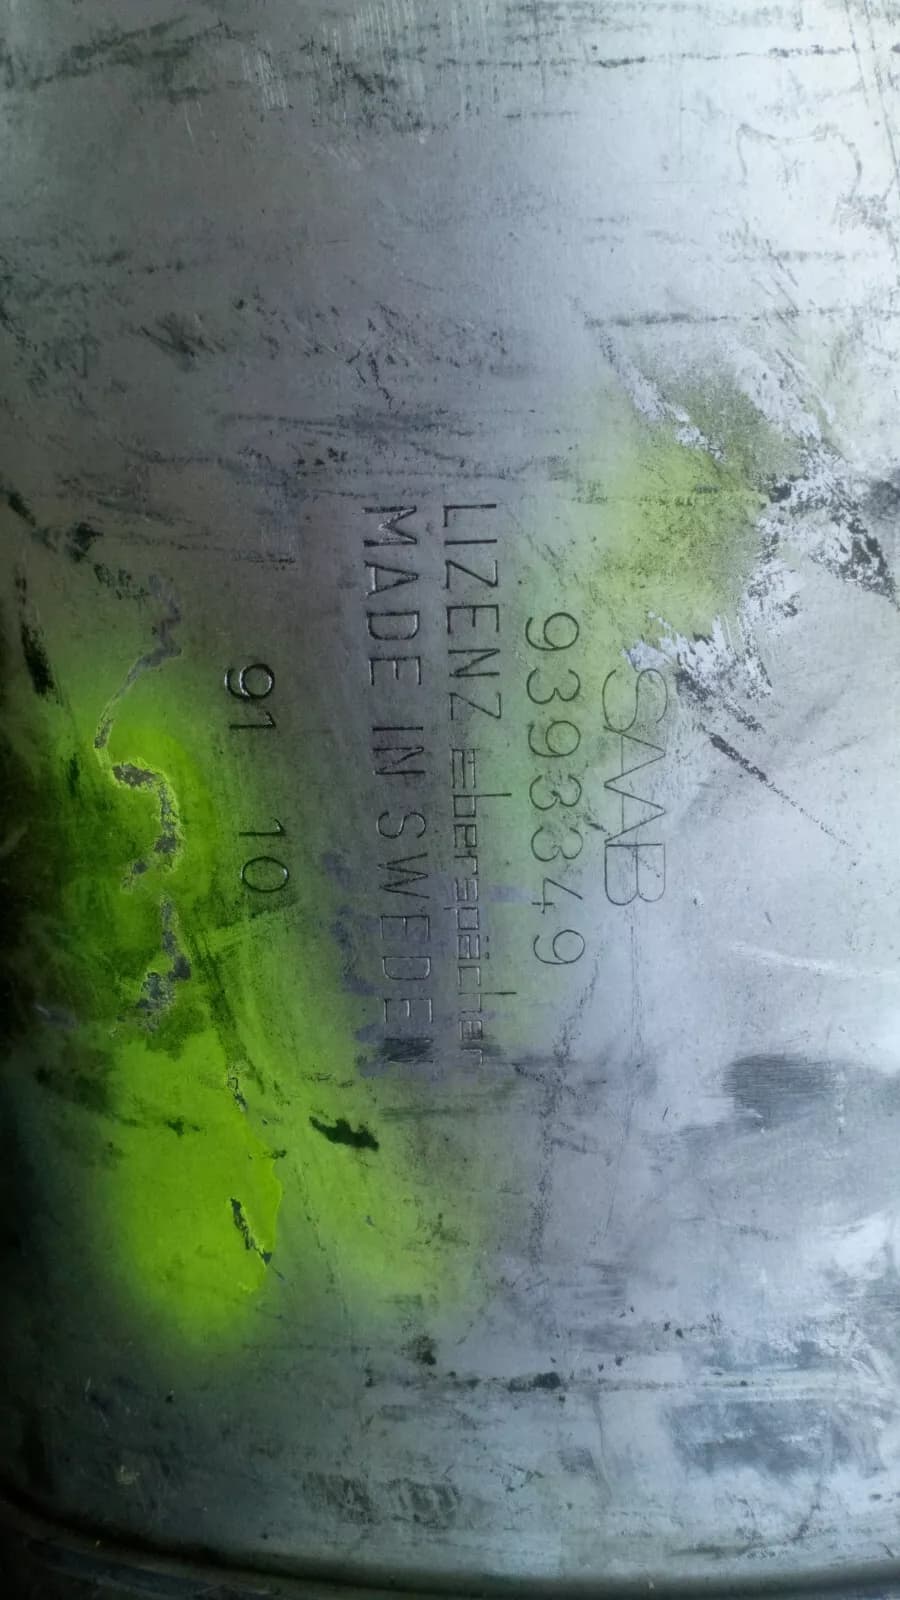 SAAB
9393349
LIZENZ Eberspächer
MADE IN SWEDEN
91 10